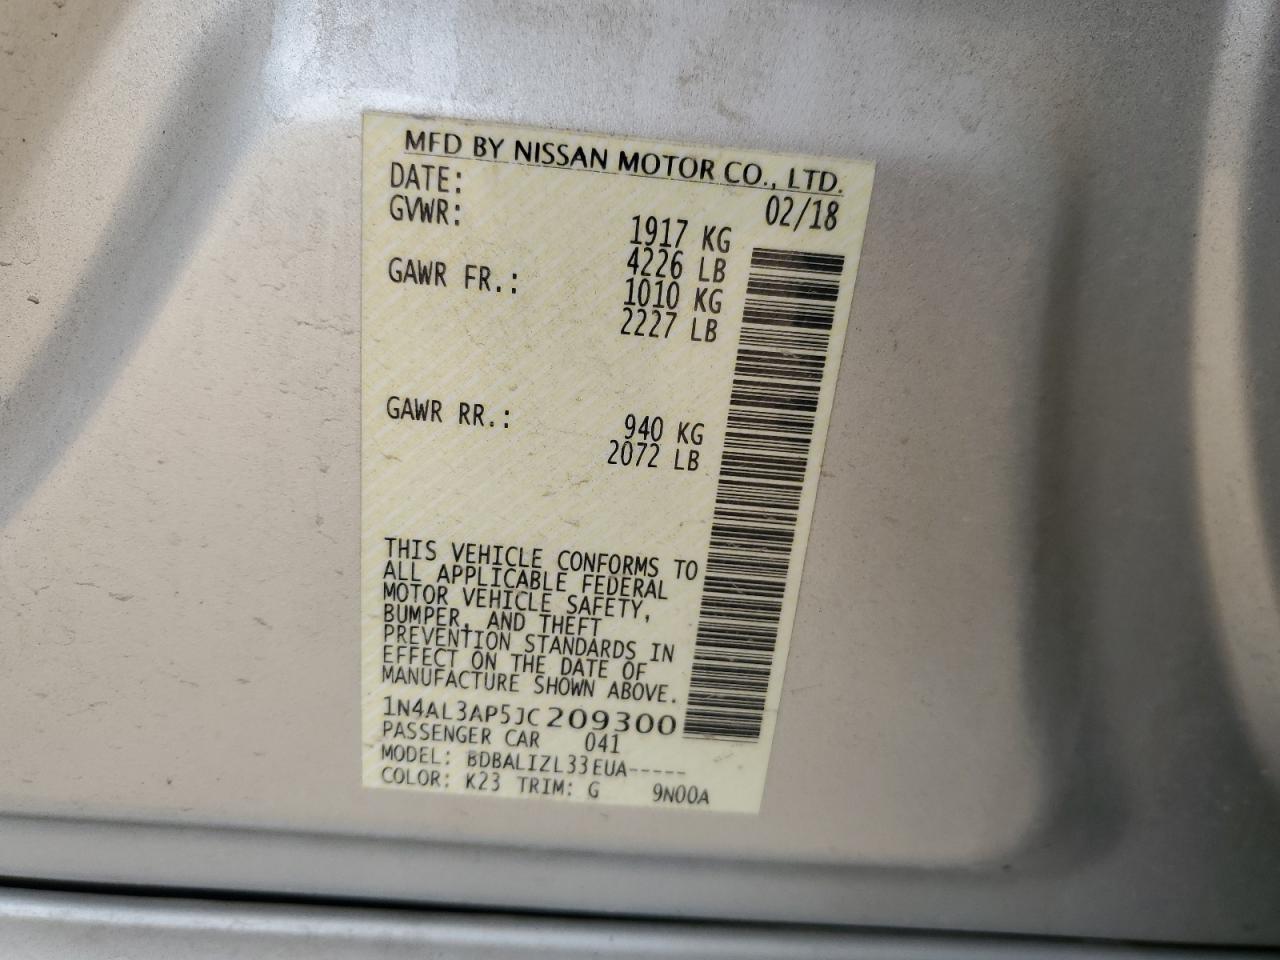 MFD BY NISSAN MOTOR CO., LTD.
DATE: 02/18
GVWR: 1917 KG
4226 LB
GAWR FR.: 1010 KG
2227 LB
GAWR RR.: 940 KG
2072 LB
THIS VEHICLE CONFORMS TO
ALL APPLICABLE FEDERAL
MOTOR VEHICLE SAFETY,
BUMPER, AND THEFT
PREVENTION STANDARDS IN
EFFECT ON THE DATE OF
MANUFACTURE SHOWN ABOVE.
1N4AL3AP5JC209300
PASSENGER CAR 041
MODEL: BDBALIZL33EUA-----
COLOR: K23 TRIM: G 9N00A